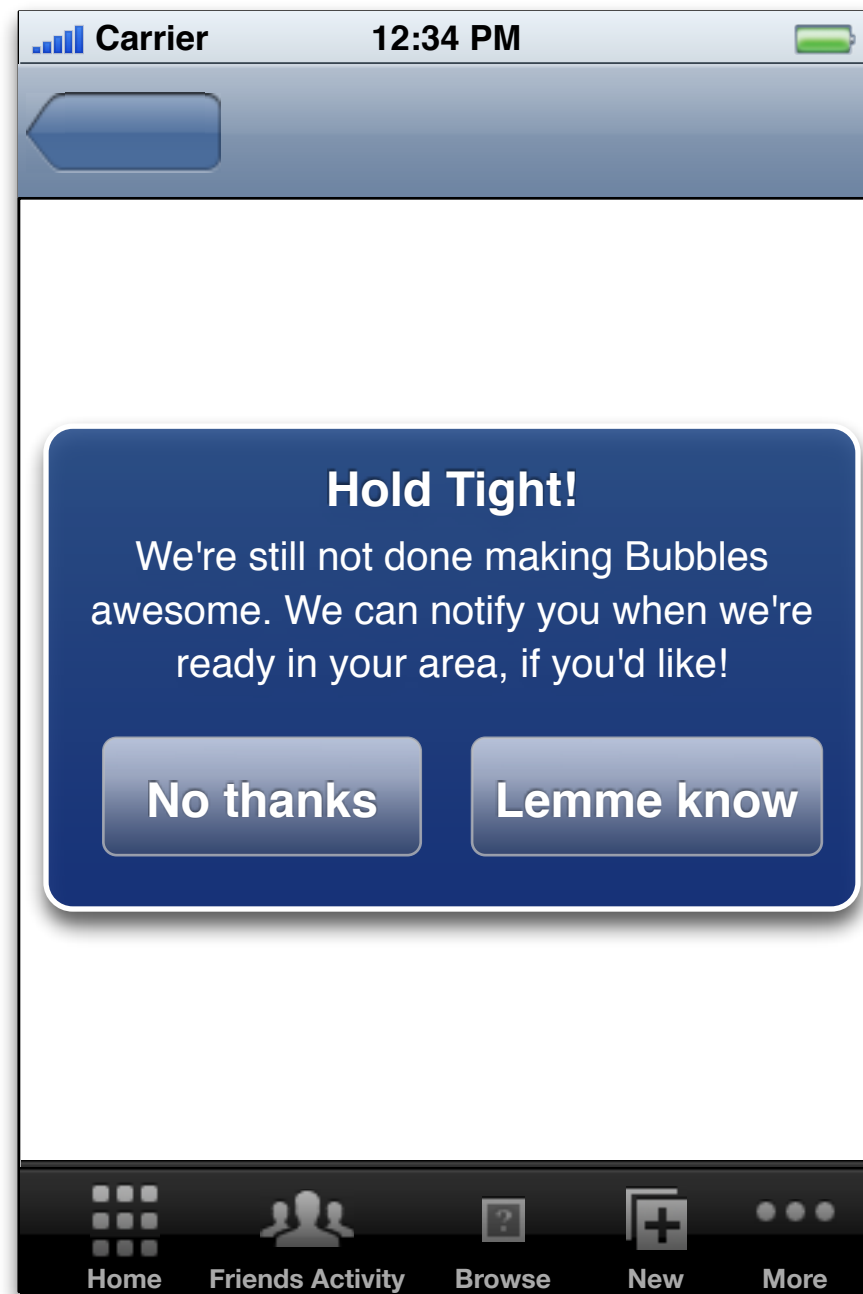 Carrier 12:34 PM
Hold Tight!
We're still not done making Bubbles
awesome. We can notify you when we're
ready in your area, if you'd like!
No thanks Lemme know
?
Home Friends Activity Browse New More